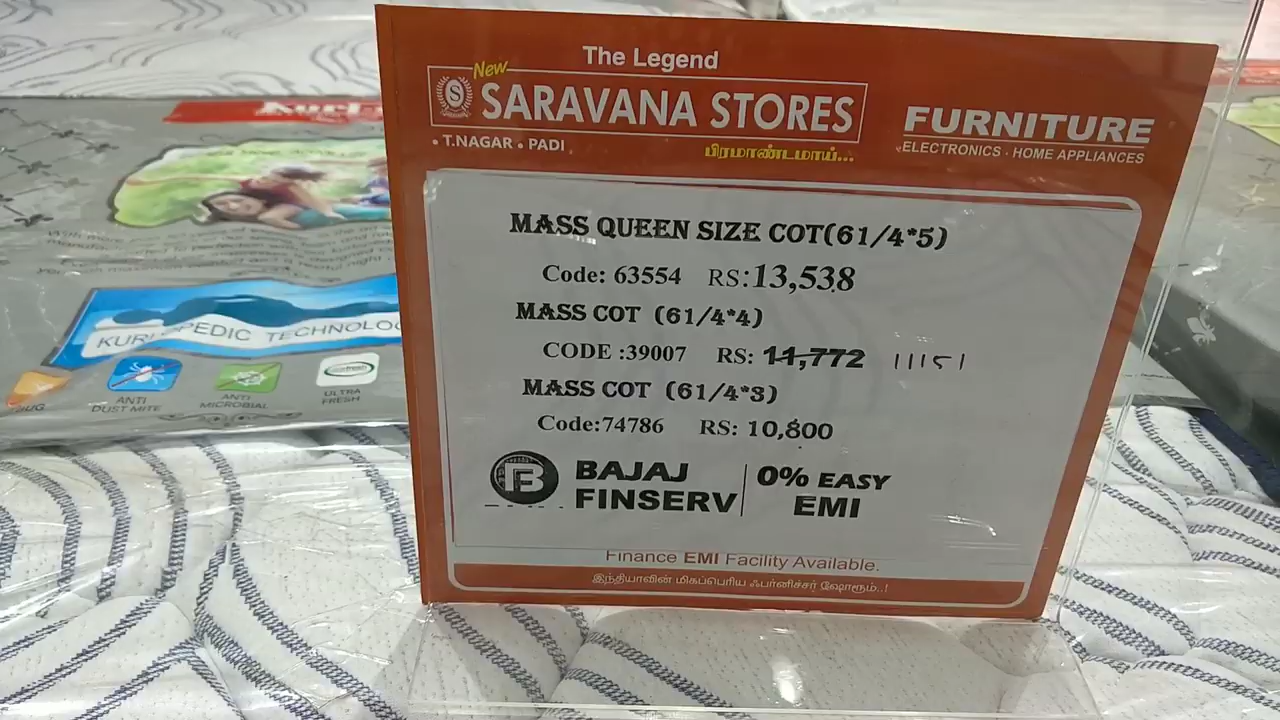 The Legend
New
SARAVANA STORES
• T.NAGAR • PADI
பிரமாண்டமாய்...
FURNITURE
ELECTRONICS · HOME APPLIANCES
MASS QUEEN SIZE COT(61/4*5)
Code: 63554 RS:13,538
MASS COT (61/4*4)
CODE :39007 RS: 11,772 11151
MASS COT (61/4*3)
Code:74786 RS: 10,800
BAJAJ
FINSERV
0% EASY
EMI
Finance EMI Facility Available.
இந்தியாவின் மிகப்பெரிய ஃபர்னிச்சர் ஷோரூம்..!
PEDIC TECHNOLOG
ANTI
DUST MITE
ANTI
MICROBIAL
ULTRA
FRESH